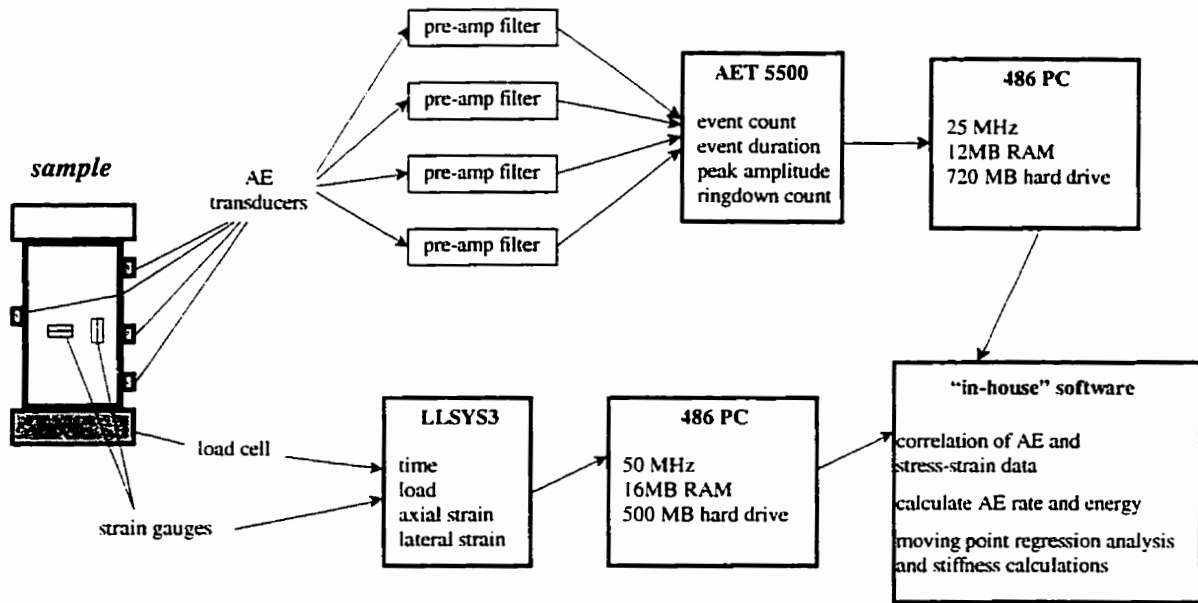 sample
AE
transducers
pre-amp filter
pre-amp filter
pre-amp filter
pre-amp filter
AET 5500
event count
event duration
peak amplitude
ringdown count
486 PC
25 MHz
12MB RAM
720 MB hard drive
load cell
strain gauges
LLSYS3
time
load
axial strain
lateral strain
486 PC
50 MHz
16MB RAM
500 MB hard drive
“in-house” software
correlation of AE and
stress-strain data
calculate AE rate and energy
moving point regression analysis
and stiffness calculations